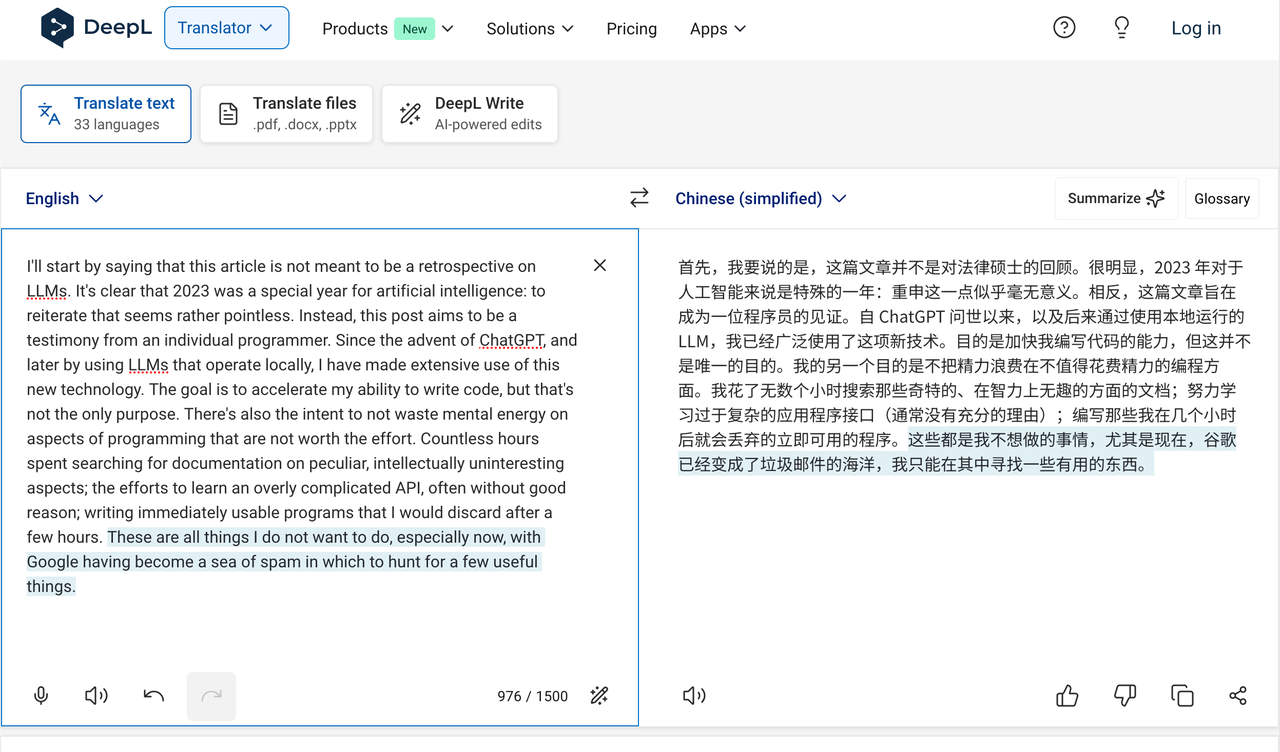 DeepL
Translator
Products New
Solutions
Pricing
Apps
Log in
Translate text
33 languages
Translate files
.pdf, .docx, .pptx
DeepL Write
AI-powered edits
English
Chinese (simplified)
Summarize
Glossary
I'll start by saying that this article is not meant to be a retrospective on
LLMs. It's clear that 2023 was a special year for artificial intelligence: to
reiterate that seems rather pointless. Instead, this post aims to be a
testimony from an individual programmer. Since the advent of ChatGPT, and
later by using LLMs that operate locally, I have made extensive use of this
new technology. The goal is to accelerate my ability to write code, but that's
not the only purpose. There's also the intent to not waste mental energy on
aspects of programming that are not worth the effort. Countless hours
spent searching for documentation on peculiar, intellectually uninteresting
aspects; the efforts to learn an overly complicated API, often without good
reason; writing immediately usable programs that I would discard after a
few hours. These are all things I do not want to do, especially now, with
Google having become a sea of spam in which to hunt for a few useful
things.
976 / 1500
首先，我要说的是，这篇文章并不是对法律硕士的回顾。很明显，2023 年对于
人工智能来说是特殊的一年：重申这一点似乎毫无意义。相反，这篇文章旨在
成为一位程序员的见证。自 ChatGPT 问世以来，以及后来通过使用本地运行的
LLM，我已经广泛使用了这项新技术。目的是加快我编写代码的能力，但这并不
是唯一的目的。我的另一个目的是不把精力浪费在不值得花费精力的编程方
面。我花了无数个小时搜索那些奇特的、在智力上无趣的方面的文档；努力学
习过于复杂的应用程序接口（通常没有充分的理由）；编写那些我在几个小时
后就会丢弃的立即可用的程序。这些都是我不想做的事情，尤其是现在，谷歌
已经变成了垃圾邮件的海洋，我只能在其中寻找一些有用的东西。